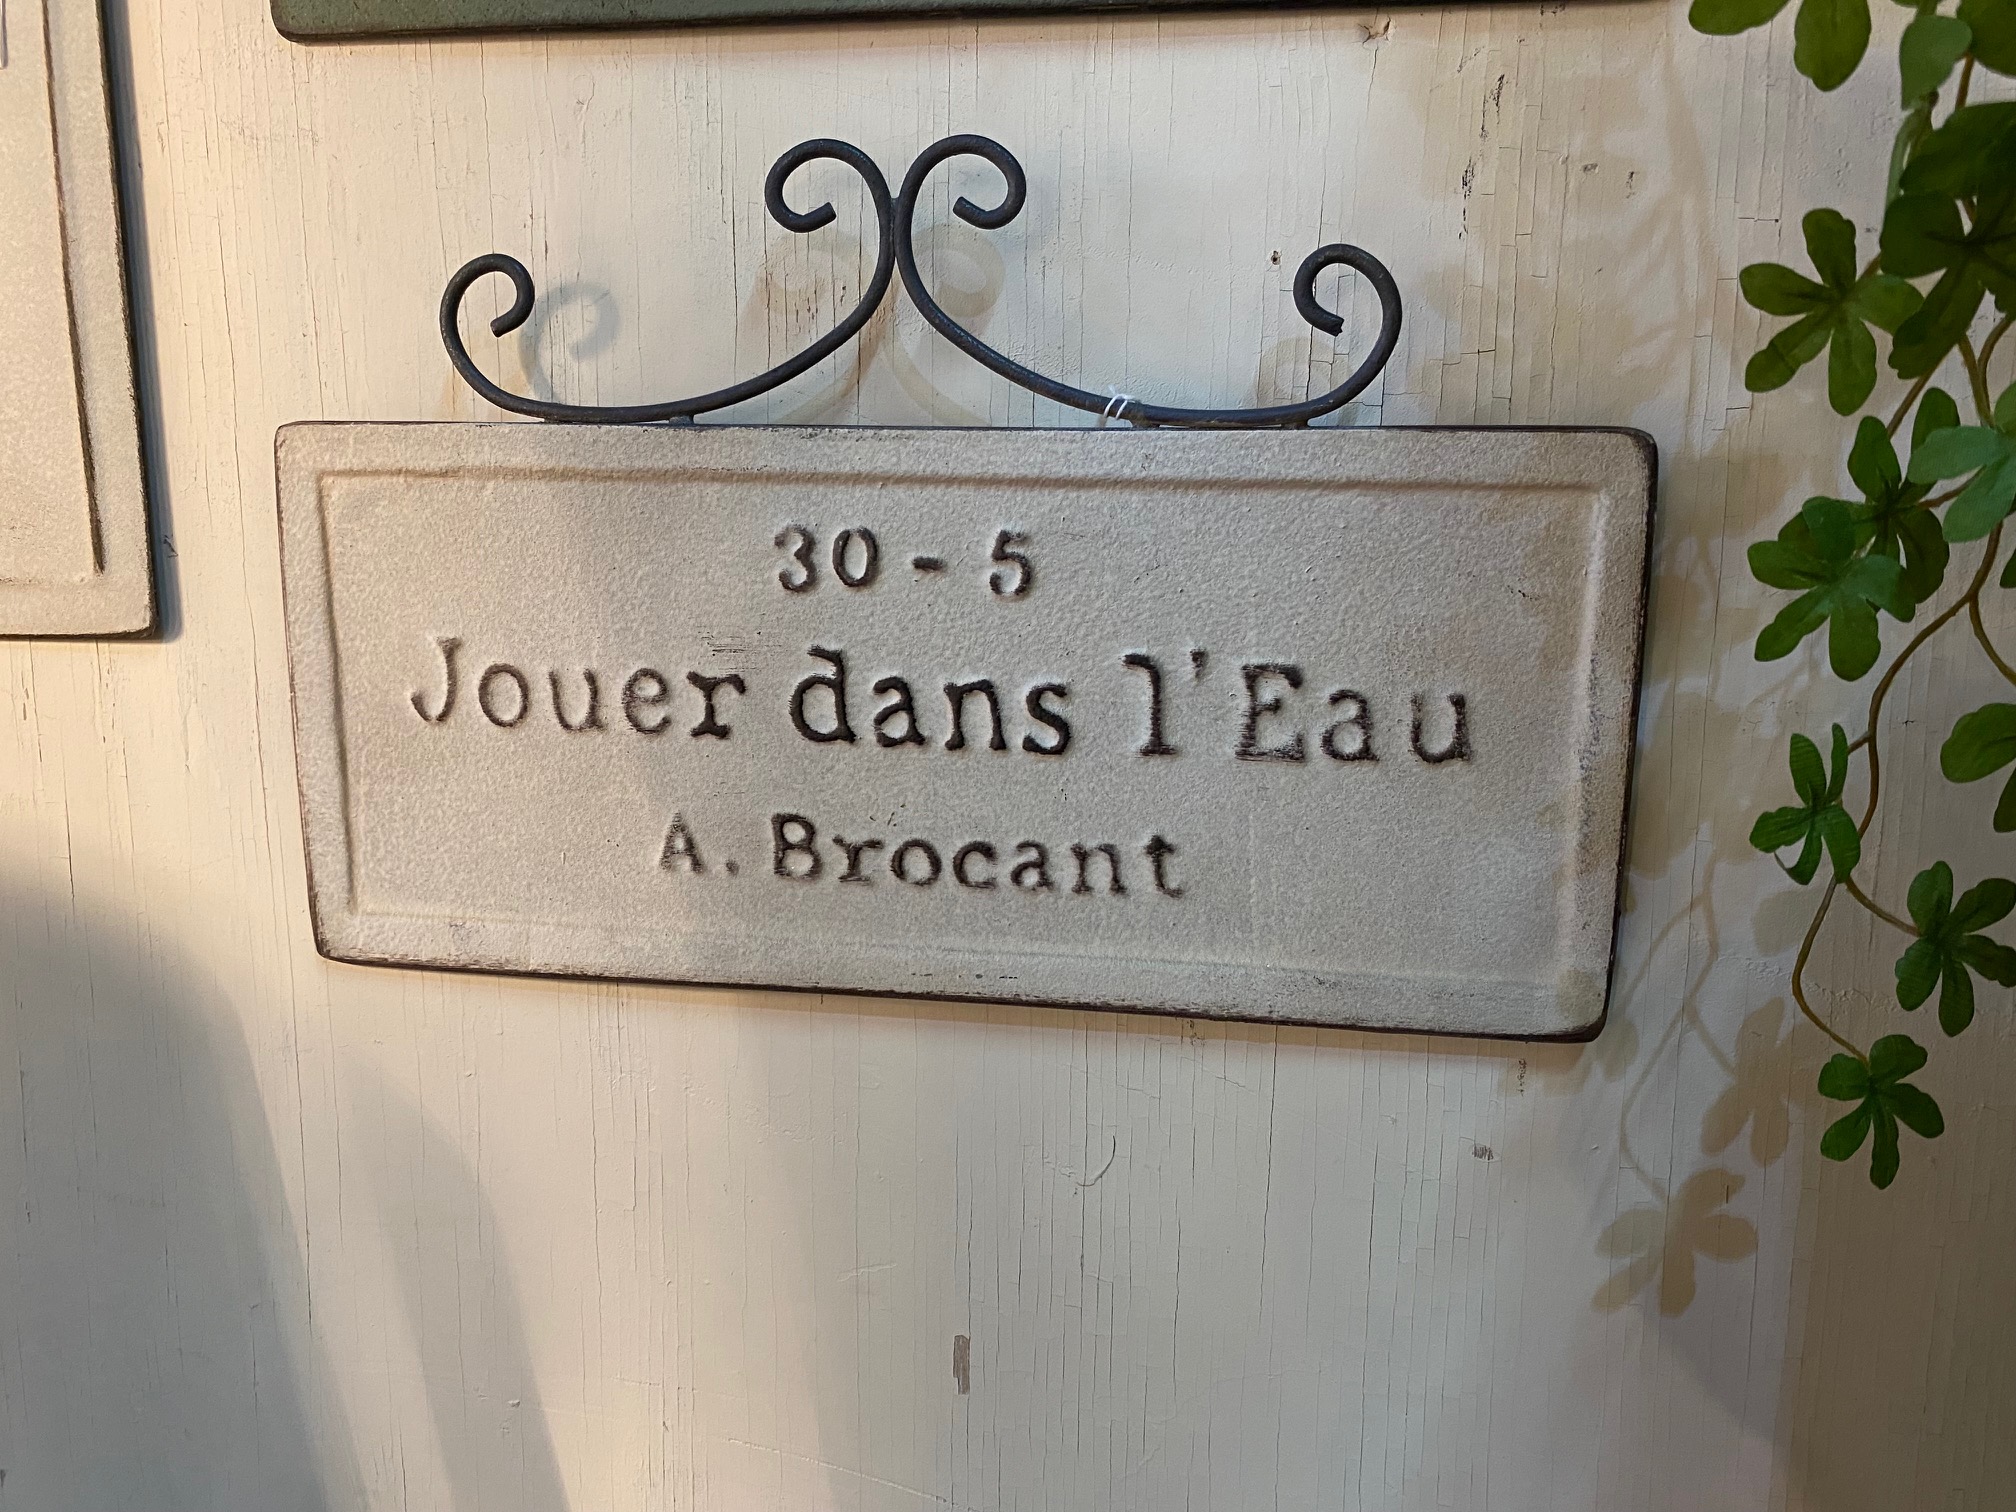 30 - 5
Jouer dans l'Eau
A. Brocant